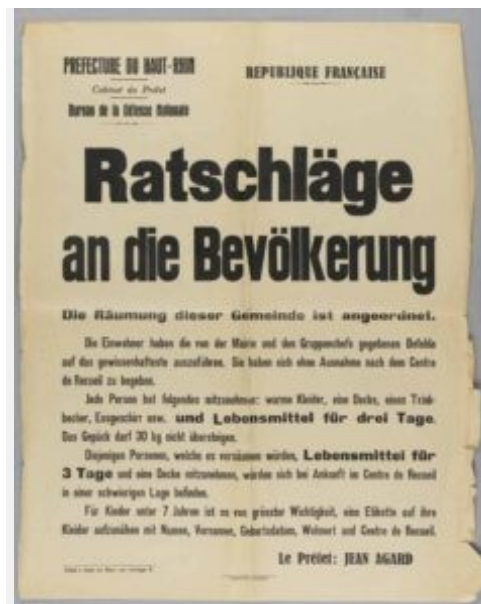 PREFECTURE DU HAUT-RHIN
REPUBLIQUE FRANÇAISE
Cabinet du Préfet
Bureau de la Défense Nationale
Ratschläge
an die Bevölkerung
Die Räumung dieser Gemeinde ist angeordnet.
Die Einwohner haben die von der Mairie und den Gruppenchefs gegebenen Befehle
auf das gewissenhafteste auszuführen. Sie haben sich ohne Ausnahme nach dem Centre
de Recueil zu begeben.
Jede Person hat folgendes mitzunehmen: warme Kleider, eine Decke, einen Trink-
becher, Essgeschirr usw. und Lebensmittel für drei Tage.
Das Gepäck darf 30 kg nicht übersteigen.
Diejenigen Personen, welche es versäumen würden, Lebensmittel für
3 Tage und eine Decke mitzunehmen, würden sich bei Ankunft im Centre de Recueil
in einer schwierigen Lage befinden.
Für Kinder unter 7 Jahren ist es von grösster Wichtigkeit, eine Etikette auf ihre
Kleider aufzunähen mit Namen, Vornamen, Geburtsdatum, Wohnort und Centre de Recueil.
Le Préfet: JEAN AGARD